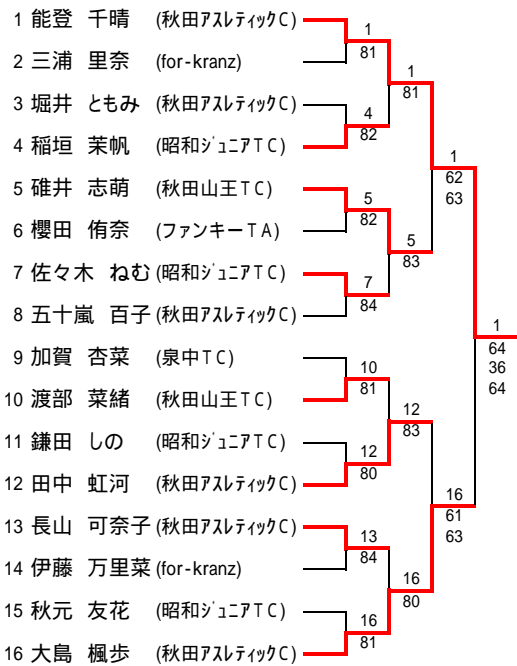 1 能登 千晴 (秋田ｱｽﾚﾃｨｯｸC)
2 三浦 里奈 (for-kranz)
3 堀井 ともみ (秋田ｱｽﾚﾃｨｯｸC)
4 稲垣 茉帆 (昭和ｼﾞｭﾆｱTC)
5 碓井 志萌 (秋田山王TC)
6 櫻田 侑奈 (ファンキーTA)
7 佐々木 ねむ (昭和ｼﾞｭﾆｱTC)
8 五十嵐 百子 (秋田ｱｽﾚﾃｨｯｸC)
9 加賀 杏菜 (泉中TC)
10 渡部 菜緒 (秋田山王TC)
11 鎌田 しの (昭和ｼﾞｭﾆｱTC)
12 田中 虹河 (秋田ｱｽﾚﾃｨｯｸC)
13 長山 可奈子 (秋田ｱｽﾚﾃｨｯｸC)
14 伊藤 万里菜 (for-kranz)
15 秋元 友花 (昭和ｼﾞｭﾆｱTC)
16 大島 楓歩 (秋田ｱｽﾚﾃｨｯｸC)
1
81
4
82
5
82
7
84
10
81
12
80
13
84
16
81
1
81
5
83
12
83
16
80
1
62
63
16
61
63
1
64
36
64